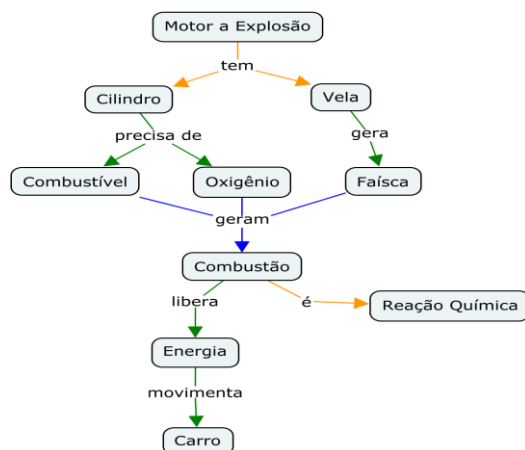 Motor a Explosão
tem
Cilindro
Vela
precisa de
gera
Combustível
Oxigênio
Faísca
geram
Combustão
libera
é
Reação Química
Energia
movimenta
Carro